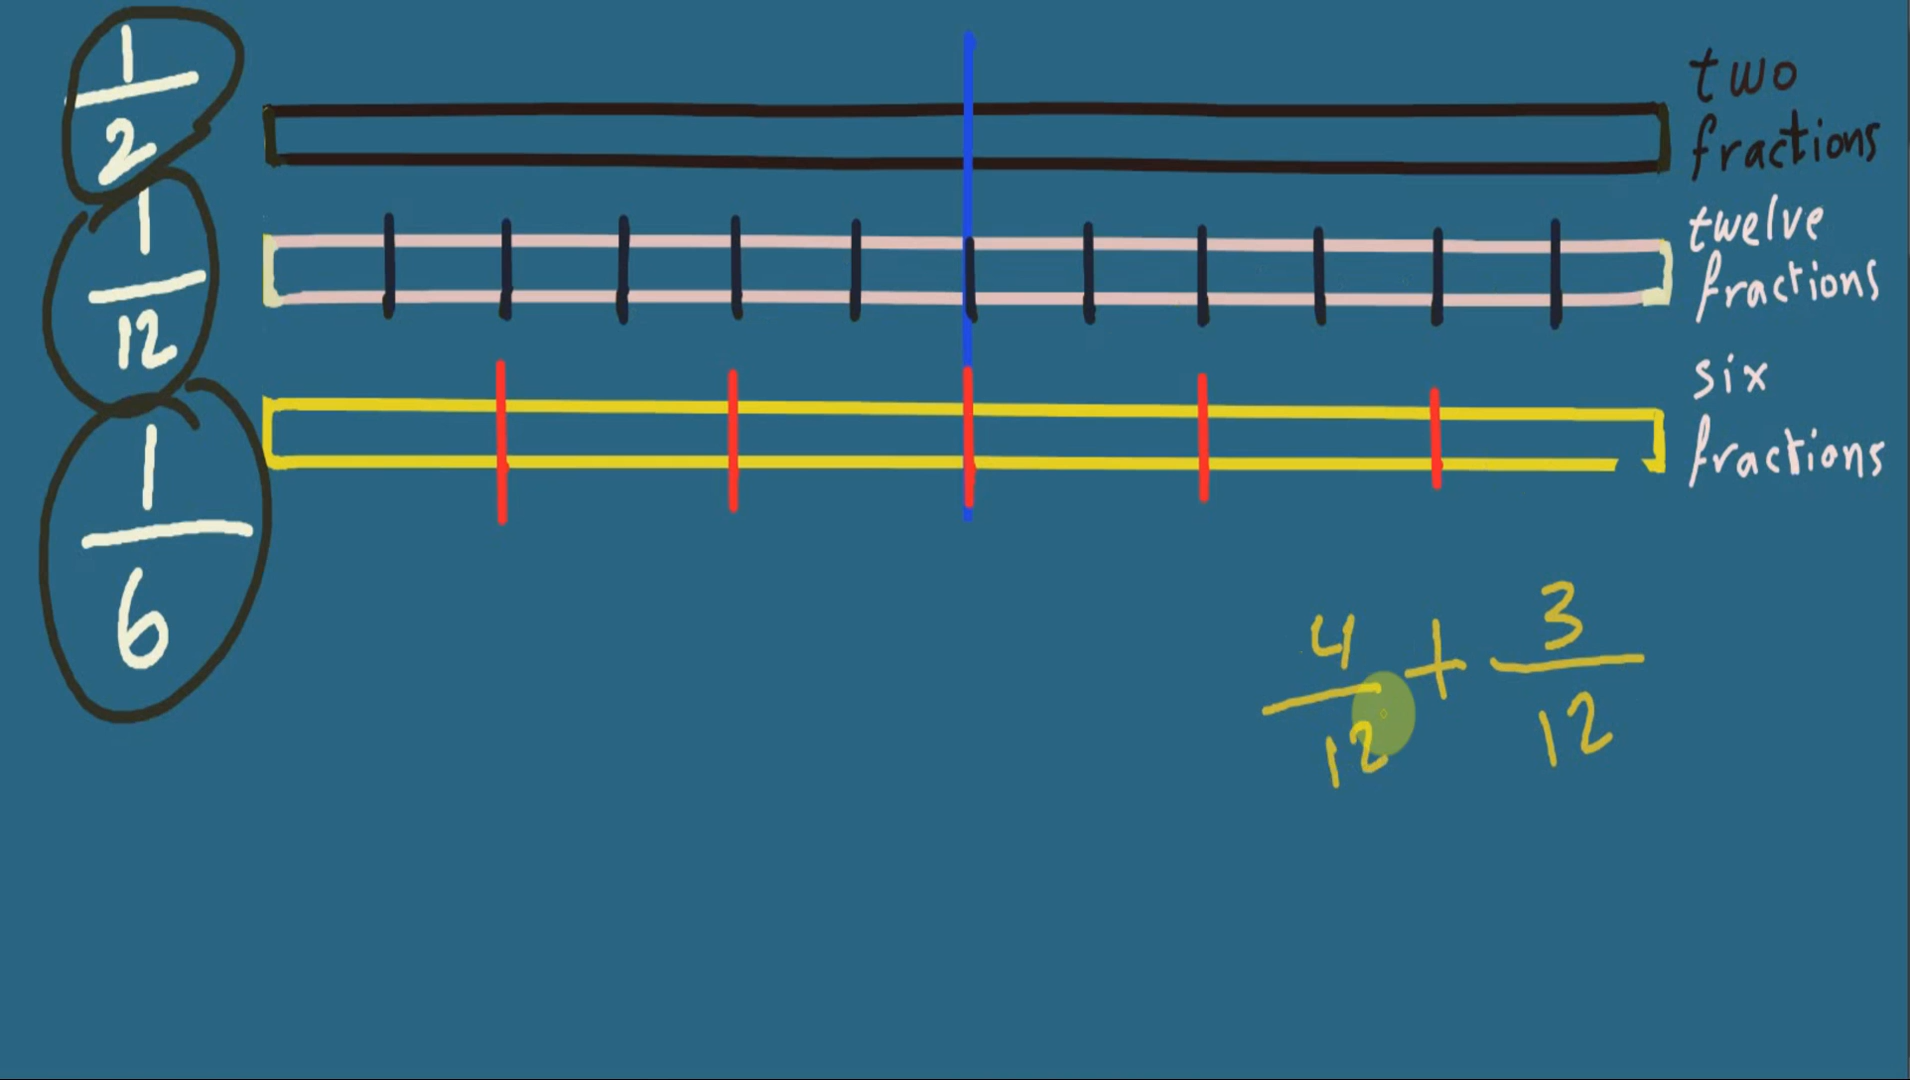 1/2
two
fractions
1/12
twelve
fractions
1/6
six
fractions
4/12 + 3/12